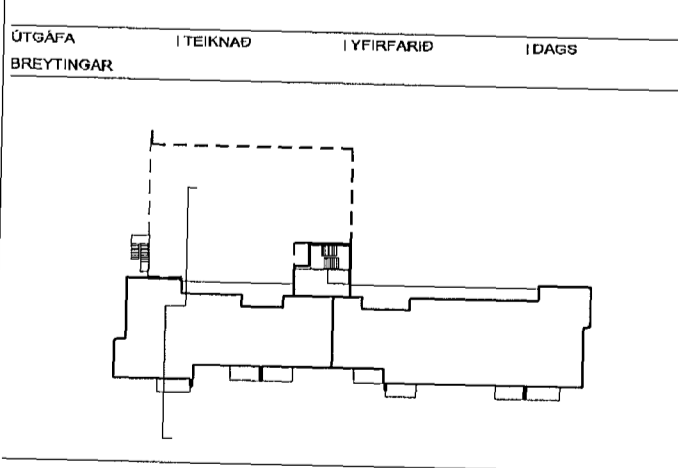 ÚTGÁFA | TEIKNAÐ | YFIRFARIÐ | DAGS
BREYTINGAR